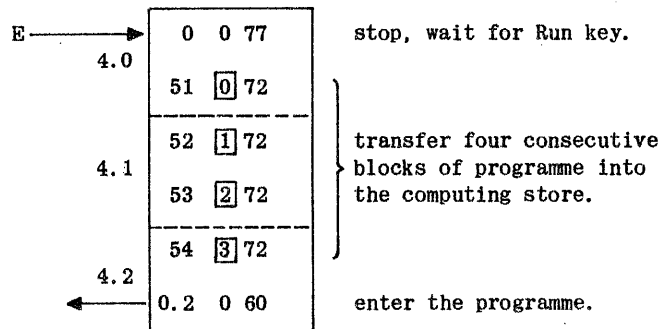 E 0 0 77 stop, wait for Run key.
4.0
51 0 72
52 1 72 transfer four consecutive
4.1 blocks of programme into
53 2 72 the computing store.
54 3 72
4.2
0.2 0 60 enter the programme.